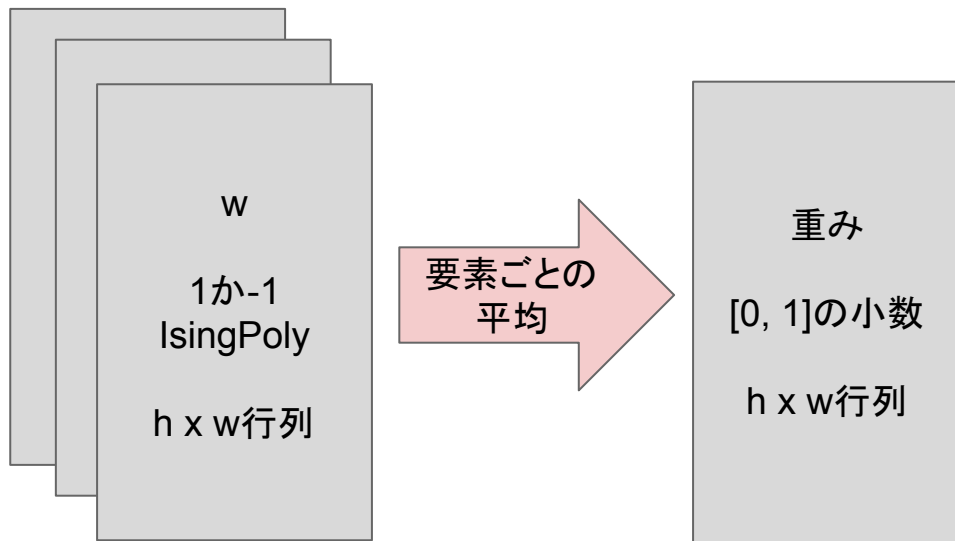 w
1か-1
IsingPoly
h x w行列
要素ごとの
平均
重み
[0, 1]の小数
h x w行列